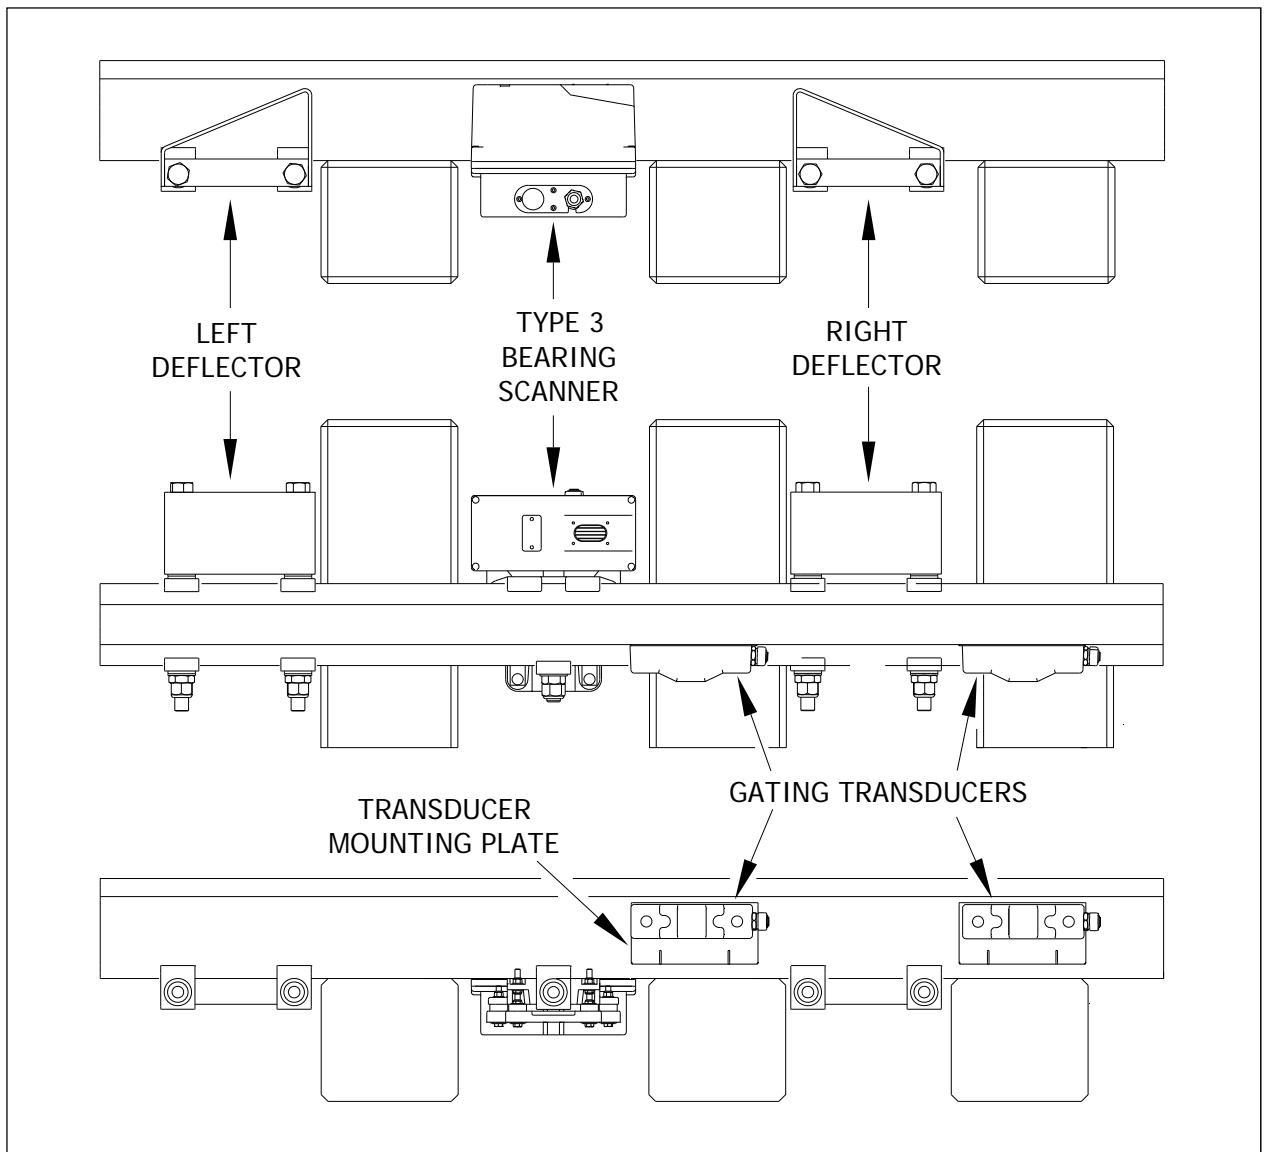 LEFT
DEFLECTOR
TYPE 3
BEARING
SCANNER
RIGHT
DEFLECTOR
GATING TRANSDUCERS
TRANSDUCER
MOUNTING PLATE